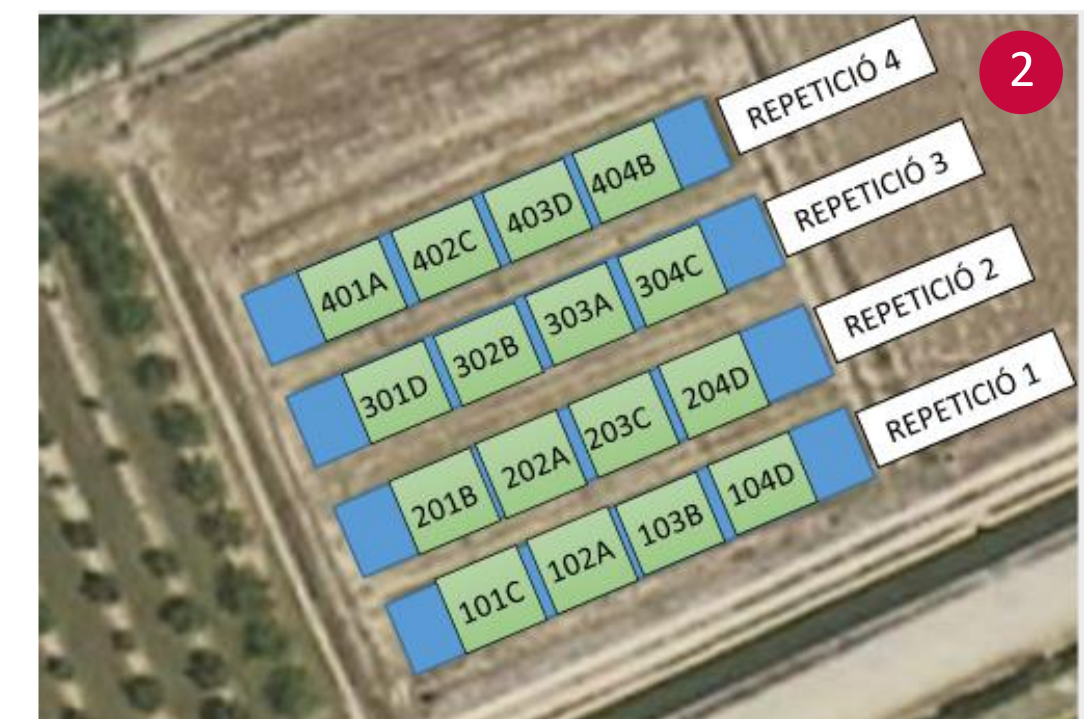 2
REPETICIÓ 4
401A 402C 403D 404B
REPETICIÓ 3
301D 302B 303A 304C
REPETICIÓ 2
201B 202A 203C 204D
REPETICIÓ 1
101C 102A 103B 104D